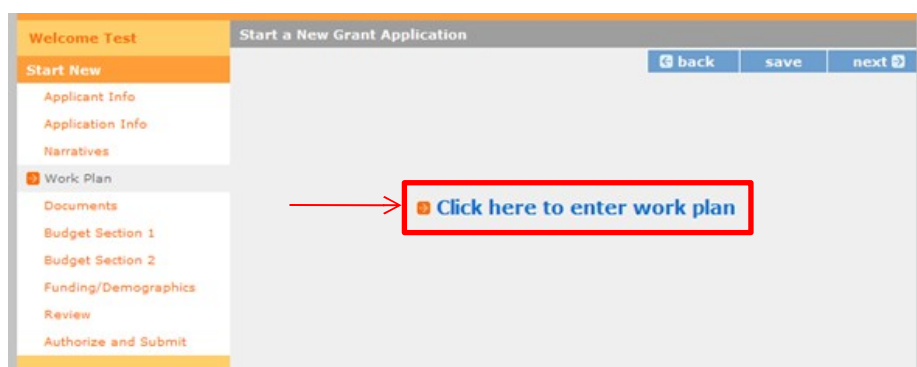 Welcome Test
Start New
Applicant Info
Application Info
Narratives
Work Plan
Documents
Budget Section 1
Budget Section 2
Funding/Demographics
Review
Authorize and Submit
Start a New Grant Application
back save next
Click here to enter work plan